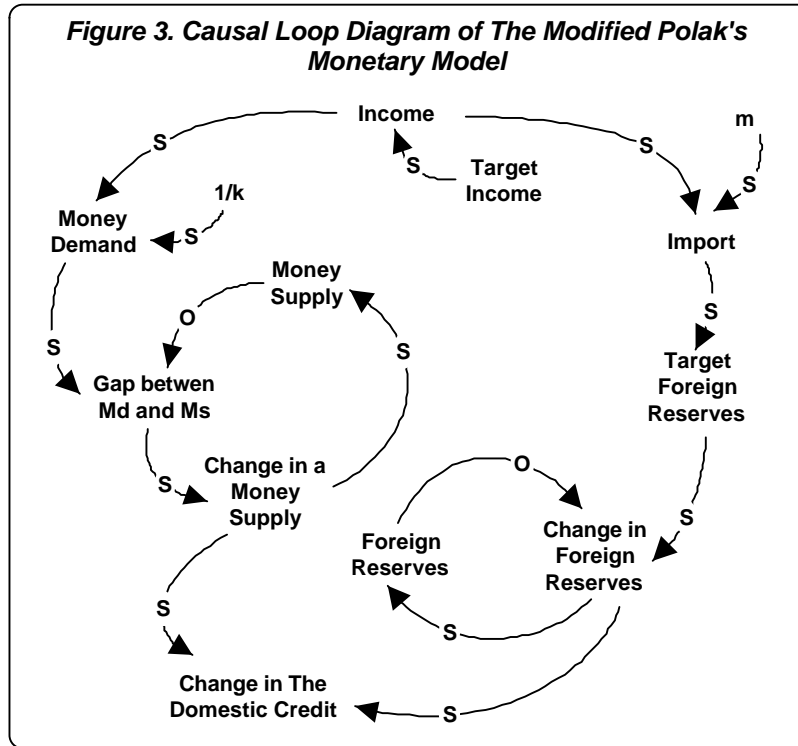 Figure 3. Causal Loop Diagram of The Modified Polak's
Monetary Model
Income
m
S
S
S
Target
Income
S
1/k
Money
Demand
S
Import
Money
Supply
O
S
S
S
Target
Foreign
Reserves
Gap betwen
Md and Ms
Change in a
Money
Supply
S
O
S
Foreign
Reserves
Change in
Foreign
Reserves
S
S
Change in The
Domestic Credit
S